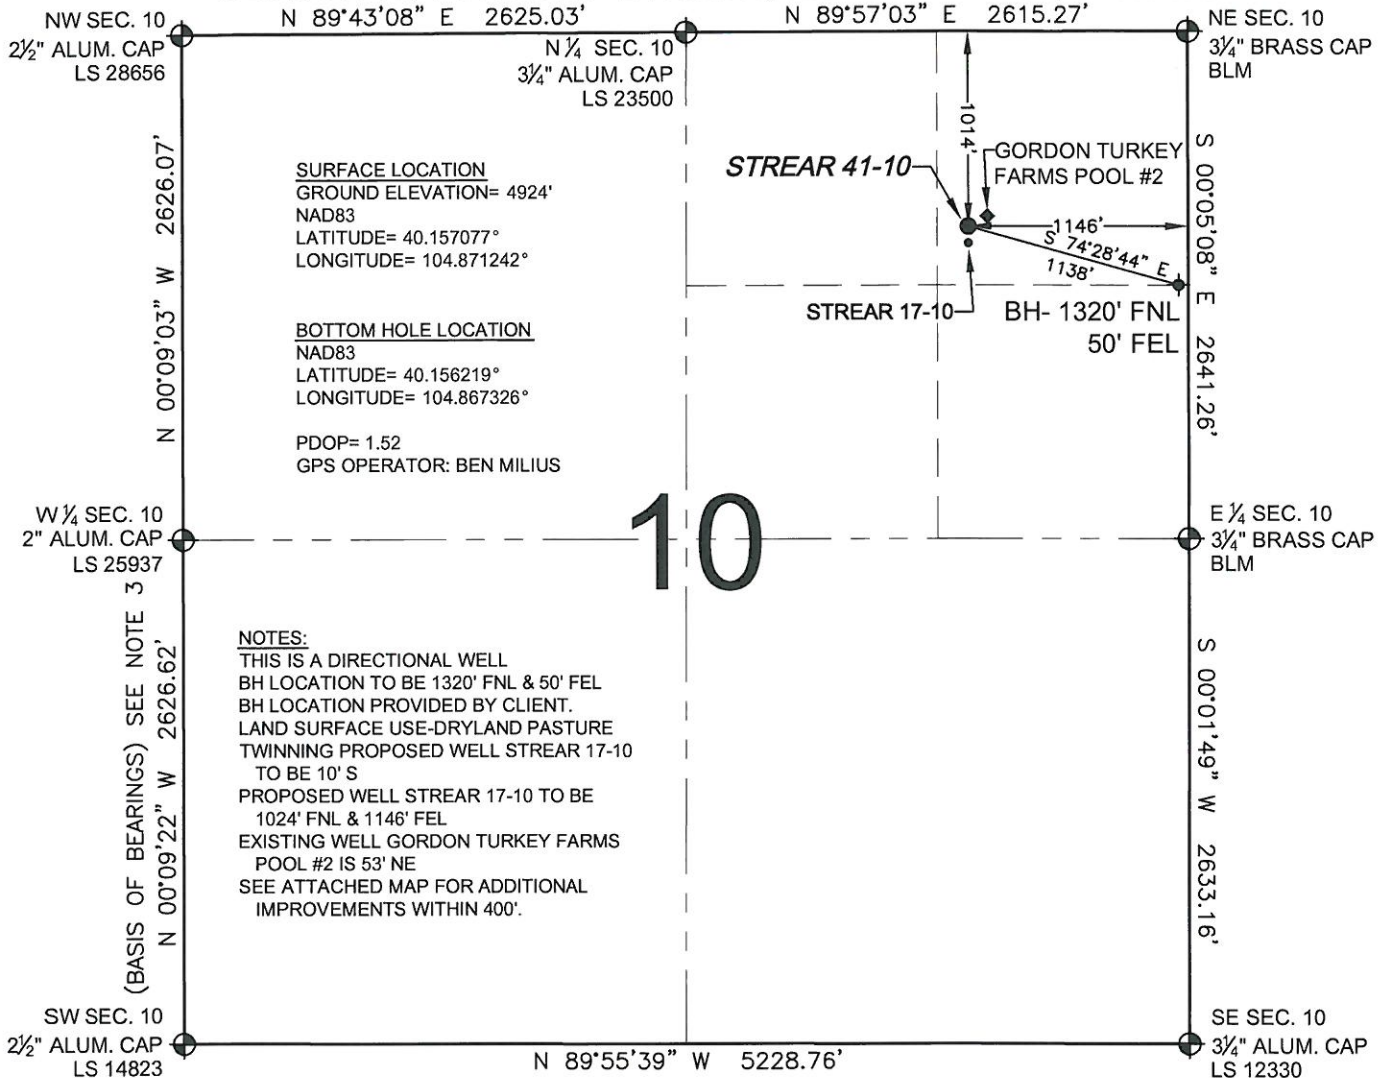 N 89°43'08" E 2625.03'
N 89°57'03" E 2615.27'
NW SEC. 10
2½" ALUM. CAP
LS 28656
N ¼ SEC. 10
3¼" ALUM. CAP
LS 23500
NE SEC. 10
3¼" BRASS CAP
BLM
N 00°09'03" W 2626.07'
SURFACE LOCATION
GROUND ELEVATION= 4924'
NAD83
LATITUDE= 40.157077°
LONGITUDE= 104.871242°
BOTTOM HOLE LOCATION
NAD83
LATITUDE= 40.156219°
LONGITUDE= 104.867326°
PDOP= 1.52
GPS OPERATOR: BEN MILIUS
1014'
STREAR 41-10
GORDON TURKEY
FARMS POOL #2
1146'
S 74°28'44" E
1138'
STREAR 17-10
BH- 1320' FNL
50' FEL
S 00°05'08" E 2641.26'
10
W ¼ SEC. 10
2" ALUM. CAP
LS 25937
E ¼ SEC. 10
3¼" BRASS CAP
BLM
(BASIS OF BEARINGS) SEE NOTE 3
N 00°09'22" W 2626.62'
NOTES:
THIS IS A DIRECTIONAL WELL
BH LOCATION TO BE 1320' FNL & 50' FEL
BH LOCATION PROVIDED BY CLIENT.
LAND SURFACE USE-DRYLAND PASTURE
TWINNING PROPOSED WELL STREAR 17-10
TO BE 10' S
PROPOSED WELL STREAR 17-10 TO BE
1024' FNL & 1146' FEL
EXISTING WELL GORDON TURKEY FARMS
POOL #2 IS 53' NE
SEE ATTACHED MAP FOR ADDITIONAL
IMPROVEMENTS WITHIN 400'.
S 00°01'49" W 2633.16'
SW SEC. 10
2½" ALUM. CAP
LS 14823
N 89°55'39" W 5228.76'
SE SEC. 10
3¼" ALUM. CAP
LS 12330